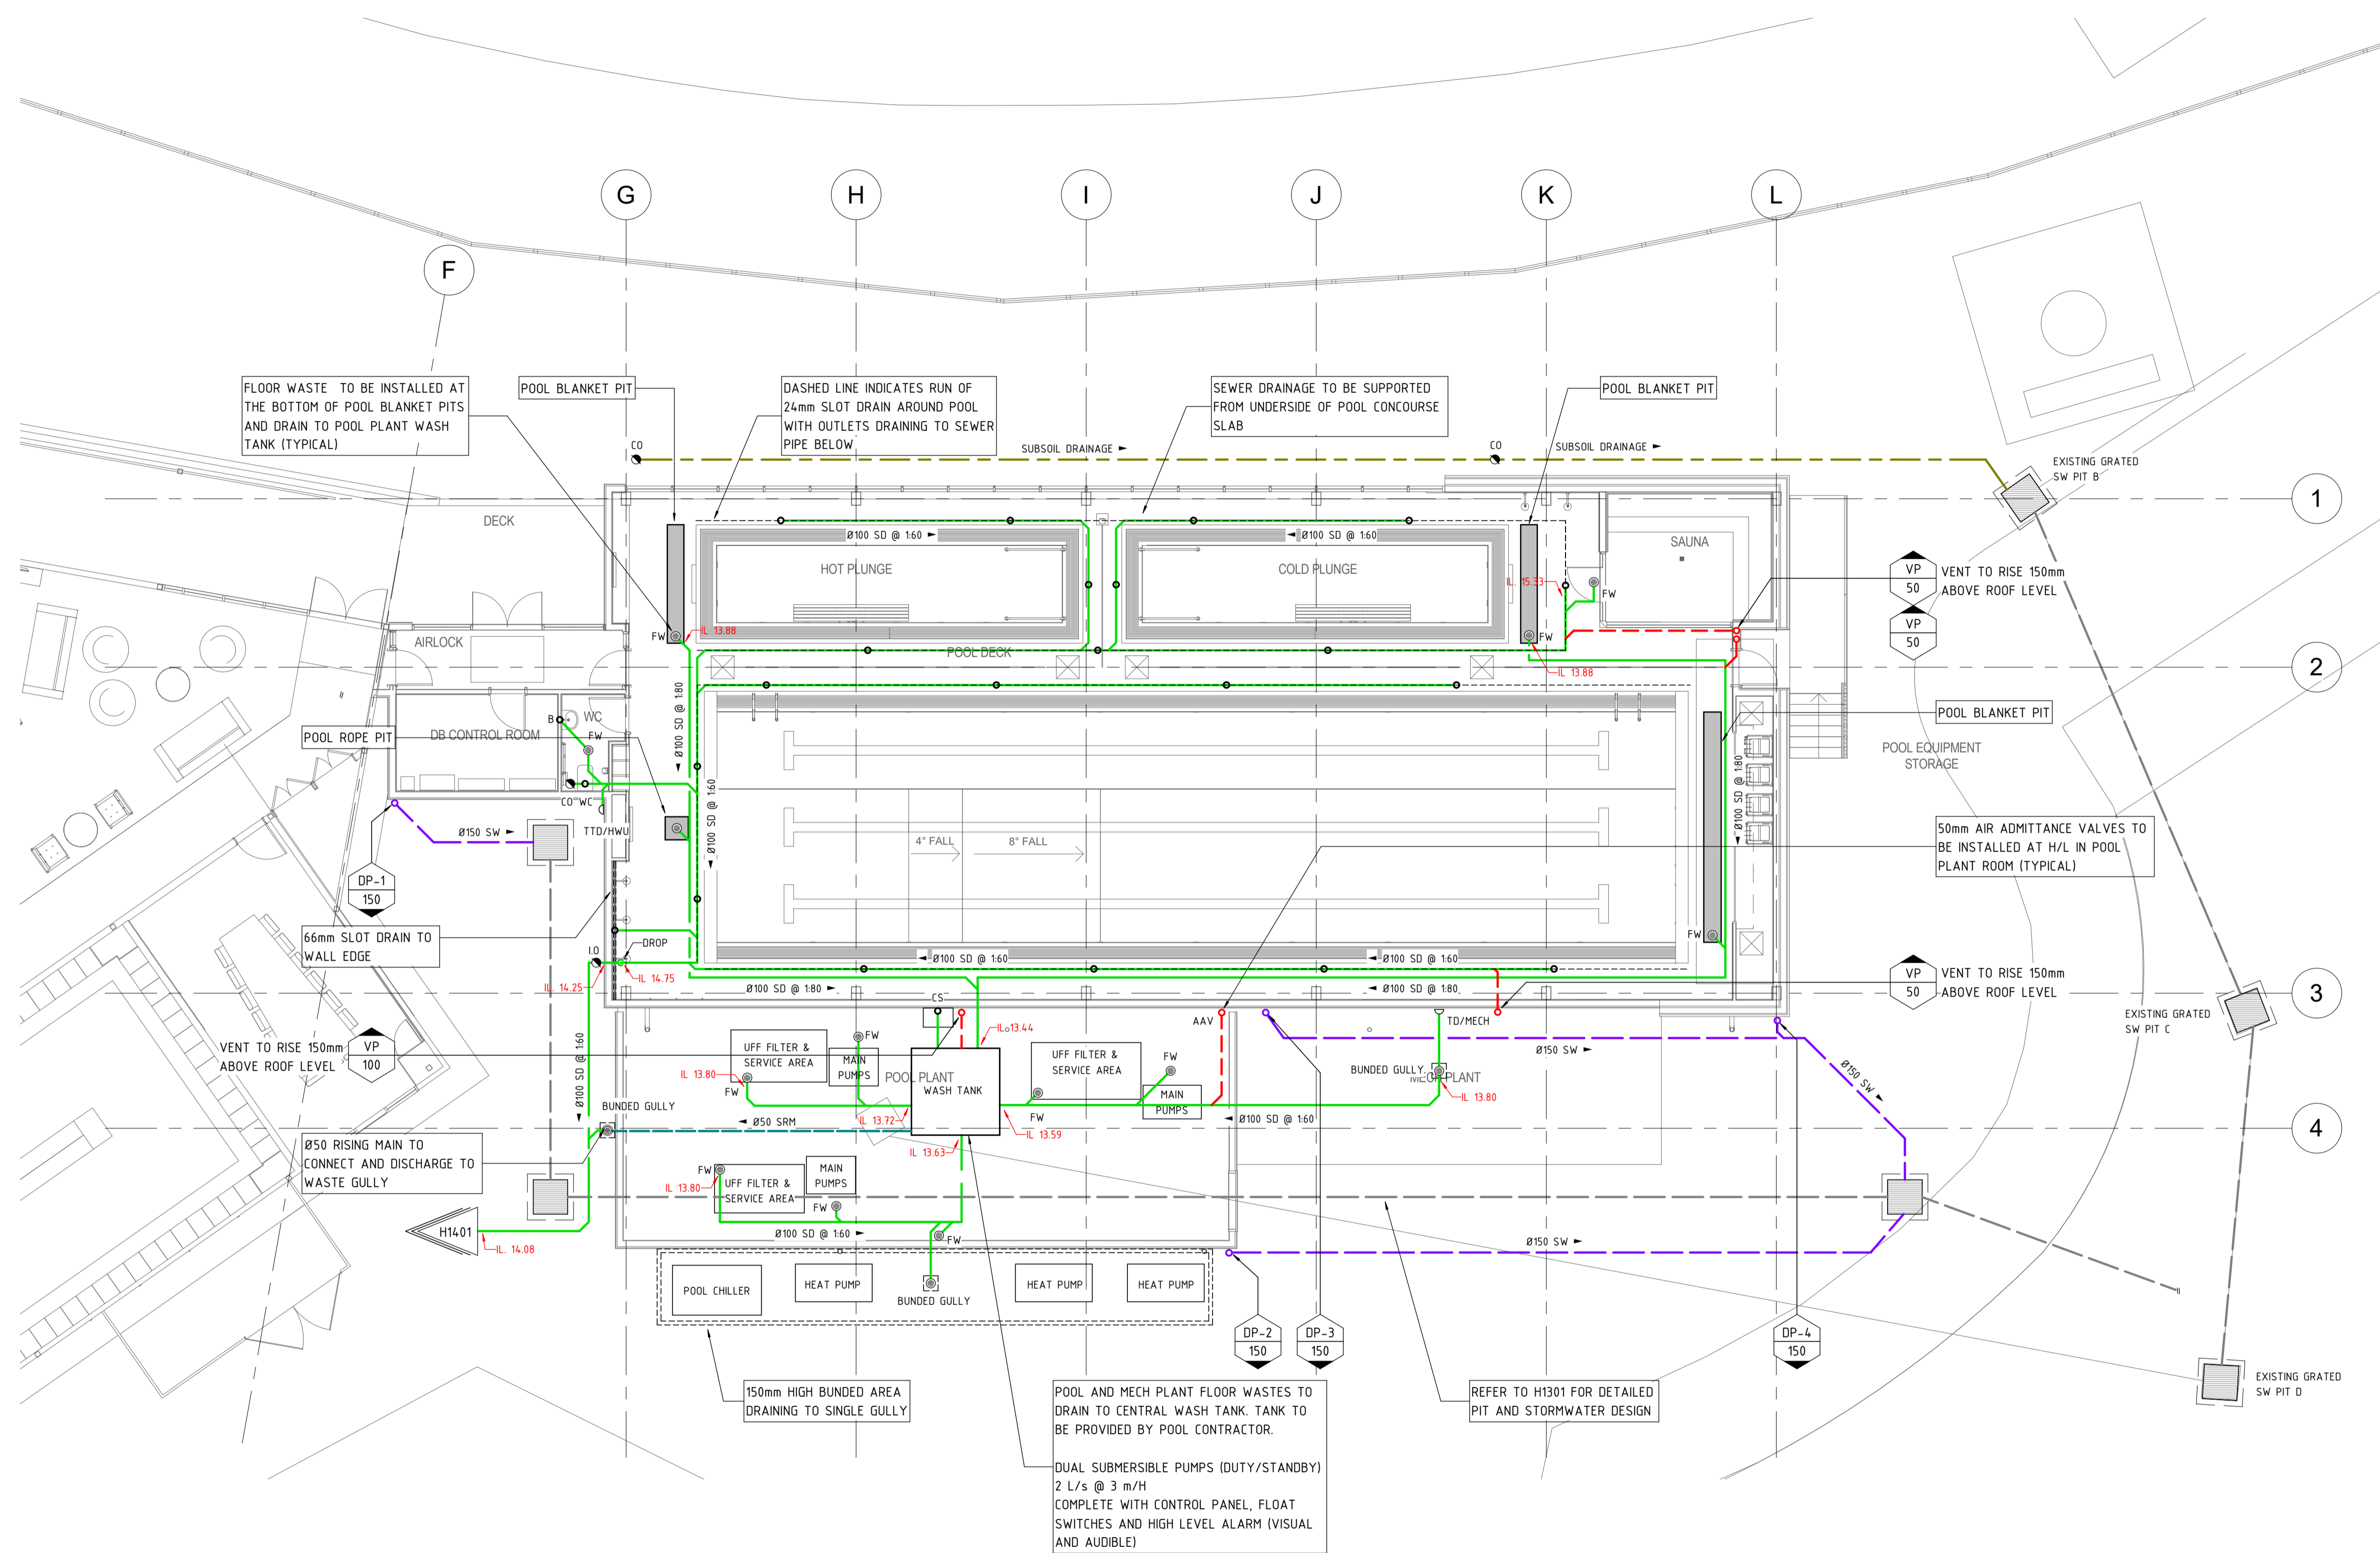 G
H
I
J
K
L
F
FLOOR WASTE TO BE INSTALLED AT
THE BOTTOM OF POOL BLANKET PITS
AND DRAIN TO POOL PLANT WASH
TANK (TYPICAL)
POOL BLANKET PIT
DASHED LINE INDICATES RUN OF
24mm SLOT DRAIN AROUND POOL
WITH OUTLETS DRAINING TO SEWER
PIPE BELOW
SEWER DRAINAGE TO BE SUPPORTED
FROM UNDERSIDE OF POOL CONCOURSE
SLAB
POOL BLANKET PIT
CO
SUBSOIL DRAINAGE
CO
SUBSOIL DRAINAGE
EXISTING GRATED
SW PIT B
1
DECK
Ø100 SD @ 1:60
Ø100 SD @ 1:60
SAUNA
HOT PLUNGE
COLD PLUNGE
IL. 15.33
FW
VP
50
VENT TO RISE 150mm
ABOVE ROOF LEVEL
VP
50
AIRLOCK
FW
IL 13.88
FW
POOL DECK
IL 13.88
2
Ø100 SD @ 1:80
POOL BLANKET PIT
B
WC
FW
POOL ROPE PIT
DB CONTROL ROOM
POOL EQUIPMENT
STORAGE
Ø100 SD @ 1:60
Ø100 SD @ 1:80
CO
WC
TTD/HWU
Ø150 SW
4° FALL
8° FALL
50mm AIR ADMITTANCE VALVES TO
BE INSTALLED AT H/L IN POOL
PLANT ROOM (TYPICAL)
DP-1
150
66mm SLOT DRAIN TO
WALL EDGE
I.O
DROP
FW
Ø100 SD @ 1:60
Ø100 SD @ 1:60
IL 14.75
IL. 14.25
Ø100 SD @ 1:80
Ø100 SD @ 1:80
VP
50
VENT TO RISE 150mm
ABOVE ROOF LEVEL
3
CS
AAV
TD/MECH
EXISTING GRATED
SW PIT C
VENT TO RISE 150mm
ABOVE ROOF LEVEL
VP
100
Ø100 SD @ 1:60
UFF FILTER &
SERVICE AREA
FW
MAIN
PUMPS
IL 13.44
UFF FILTER &
SERVICE AREA
FW
Ø150 SW
Ø150 SW
IL 13.80
FW
POOL PLANT
WASH TANK
BUNDED GULLY
MECH PLANT
MAIN
PUMPS
IL 13.80
BUNDED GULLY
IL 13.72
FW
Ø50 SRM
IL 13.59
Ø100 SD @ 1:60
4
Ø50 RISING MAIN TO
CONNECT AND DISCHARGE TO
WASTE GULLY
IL 13.63
FW
IL 13.80
UFF FILTER &
SERVICE AREA
MAIN
PUMPS
FW
H1401
IL. 14.08
Ø100 SD @ 1:60
FW
Ø150 SW
POOL CHILLER
HEAT PUMP
BUNDED GULLY
HEAT PUMP
HEAT PUMP
DP-2
150
DP-3
150
DP-4
150
EXISTING GRATED
SW PIT D
150mm HIGH BUNDED AREA
DRAINING TO SINGLE GULLY
POOL AND MECH PLANT FLOOR WASTES TO
DRAIN TO CENTRAL WASH TANK. TANK TO
BE PROVIDED BY POOL CONTRACTOR.
DUAL SUBMERSIBLE PUMPS (DUTY/STANDBY)
2 L/s @ 3 m/H
COMPLETE WITH CONTROL PANEL, FLOAT
SWITCHES AND HIGH LEVEL ALARM (VISUAL
AND AUDIBLE)
REFER TO H1301 FOR DETAILED
PIT AND STORMWATER DESIGN